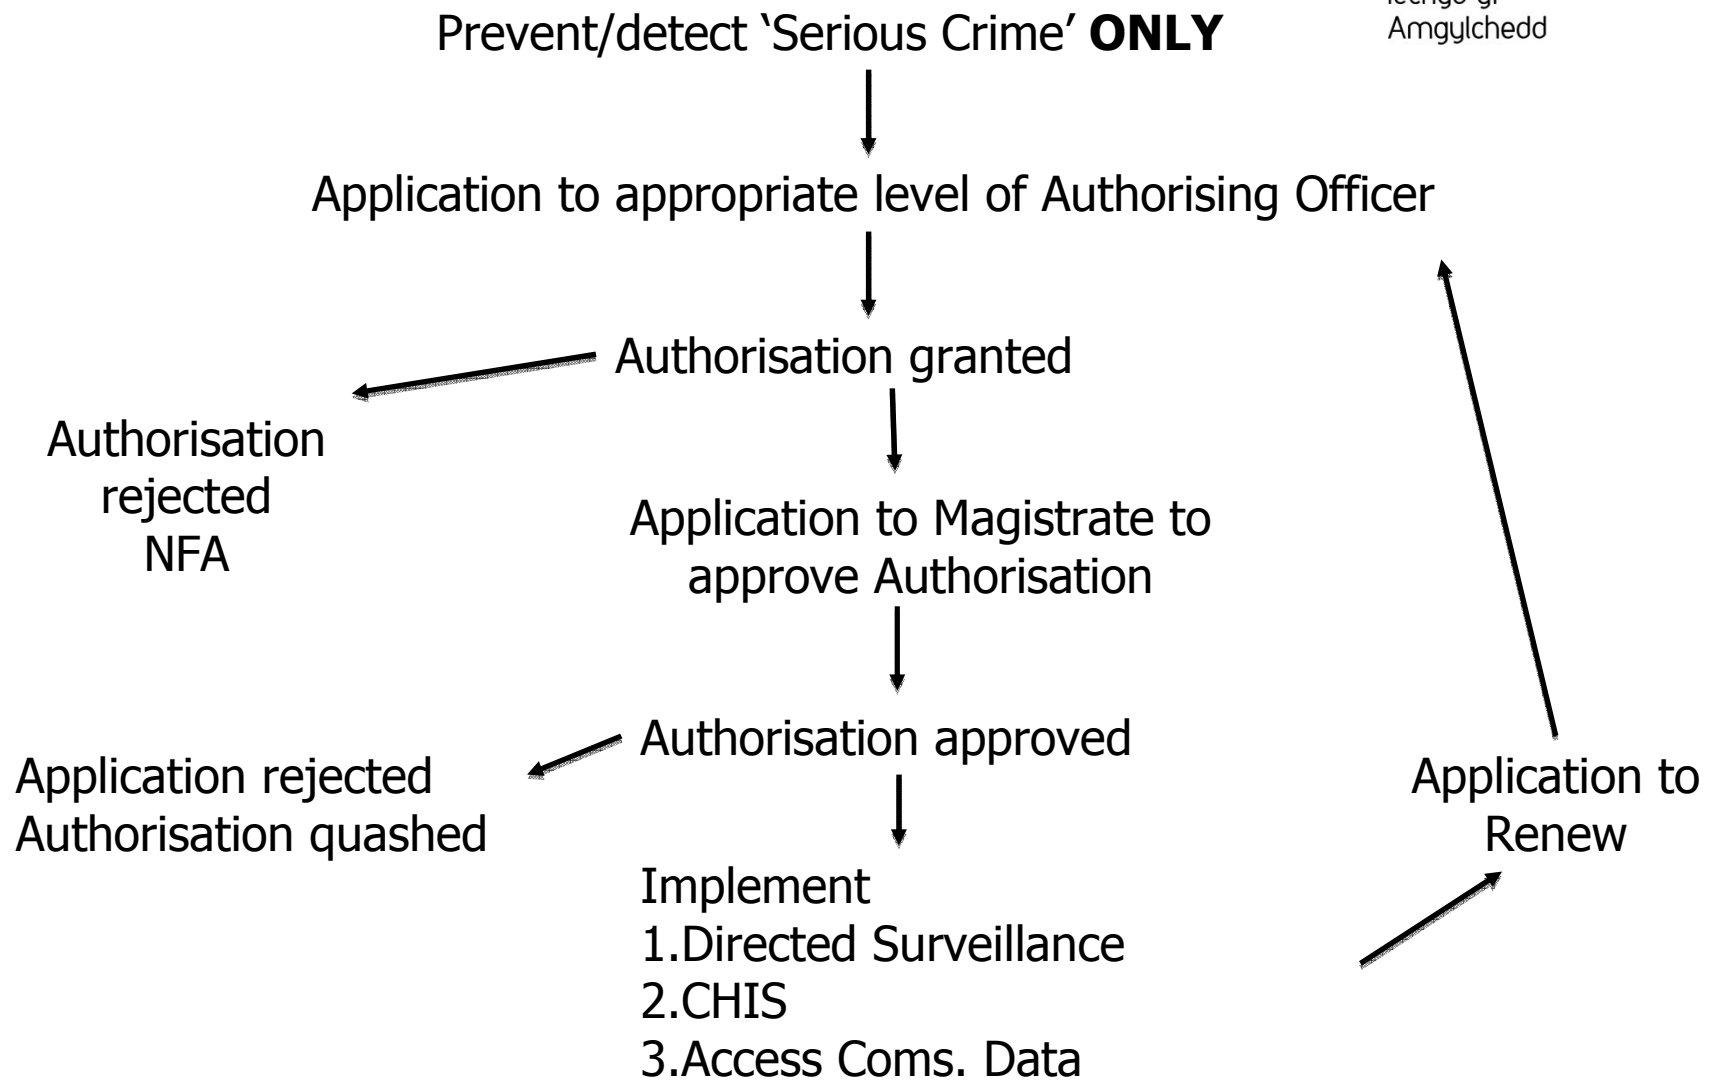 Amgylchedd
Prevent/detect ‘Serious Crime’ ONLY
Application to appropriate level of Authorising Officer
Authorisation granted
Authorisation
rejected
NFA
Application to Magistrate to
approve Authorisation
Authorisation approved
Application rejected
Authorisation quashed
Application to
Renew
Implement
1.Directed Surveillance
2.CHIS
3.Access Coms. Data